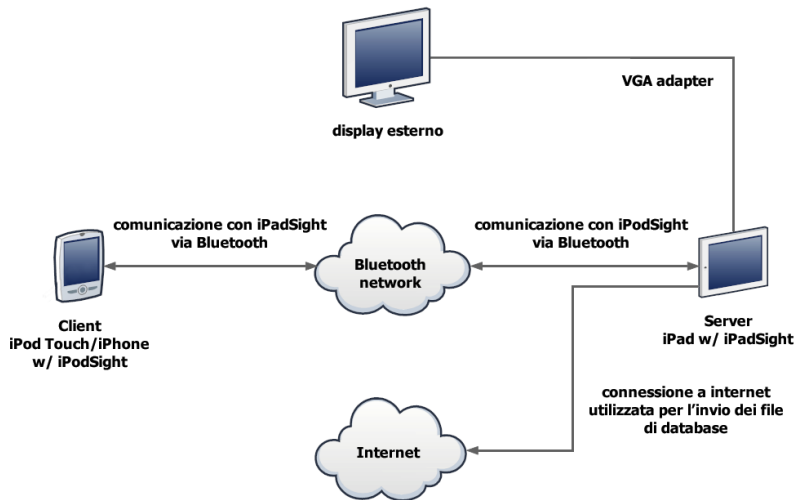 VGA adapter
display esterno
comunicazione con iPadSight
via Bluetooth
comunicazione con iPodSight
via Bluetooth
Bluetooth
network
Client
iPod Touch/iPhone
w/ iPodSight
Server
iPad w/ iPadSight
connessione a internet
utilizzata per l'invio dei file
di database
Internet